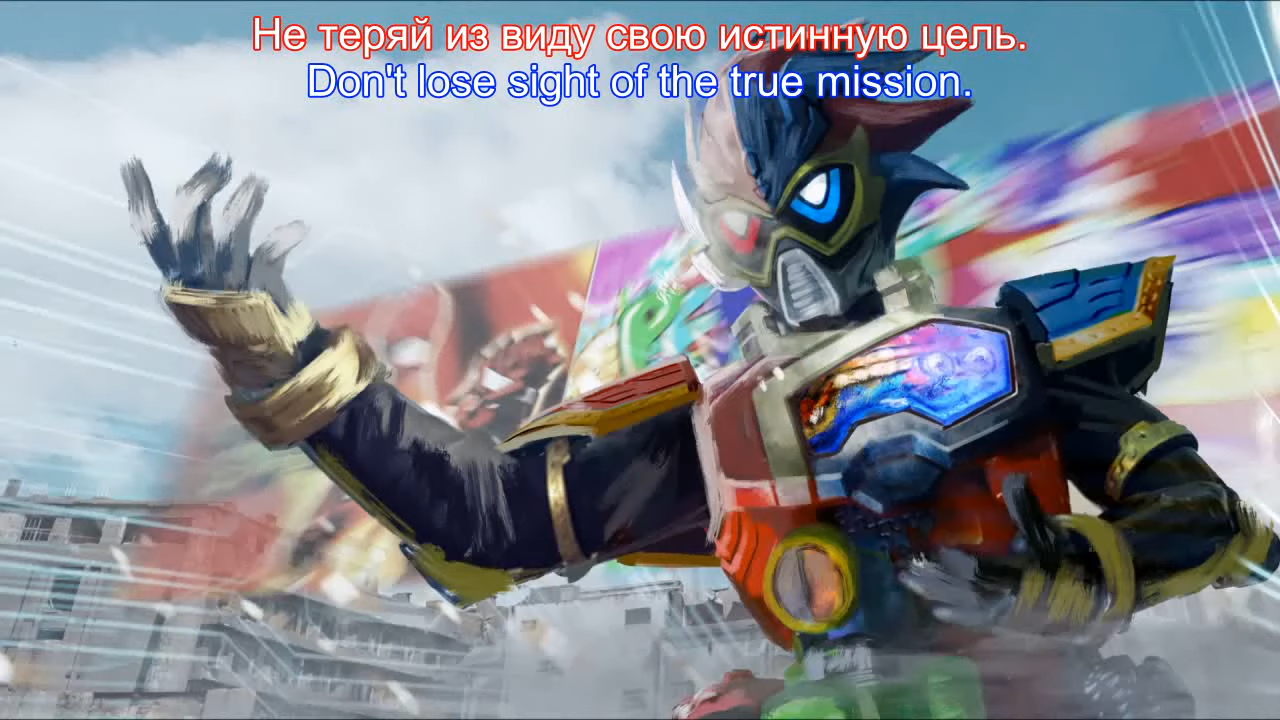 Не теряй из виду свою истинную цель.
Don't lose sight of the true mission.